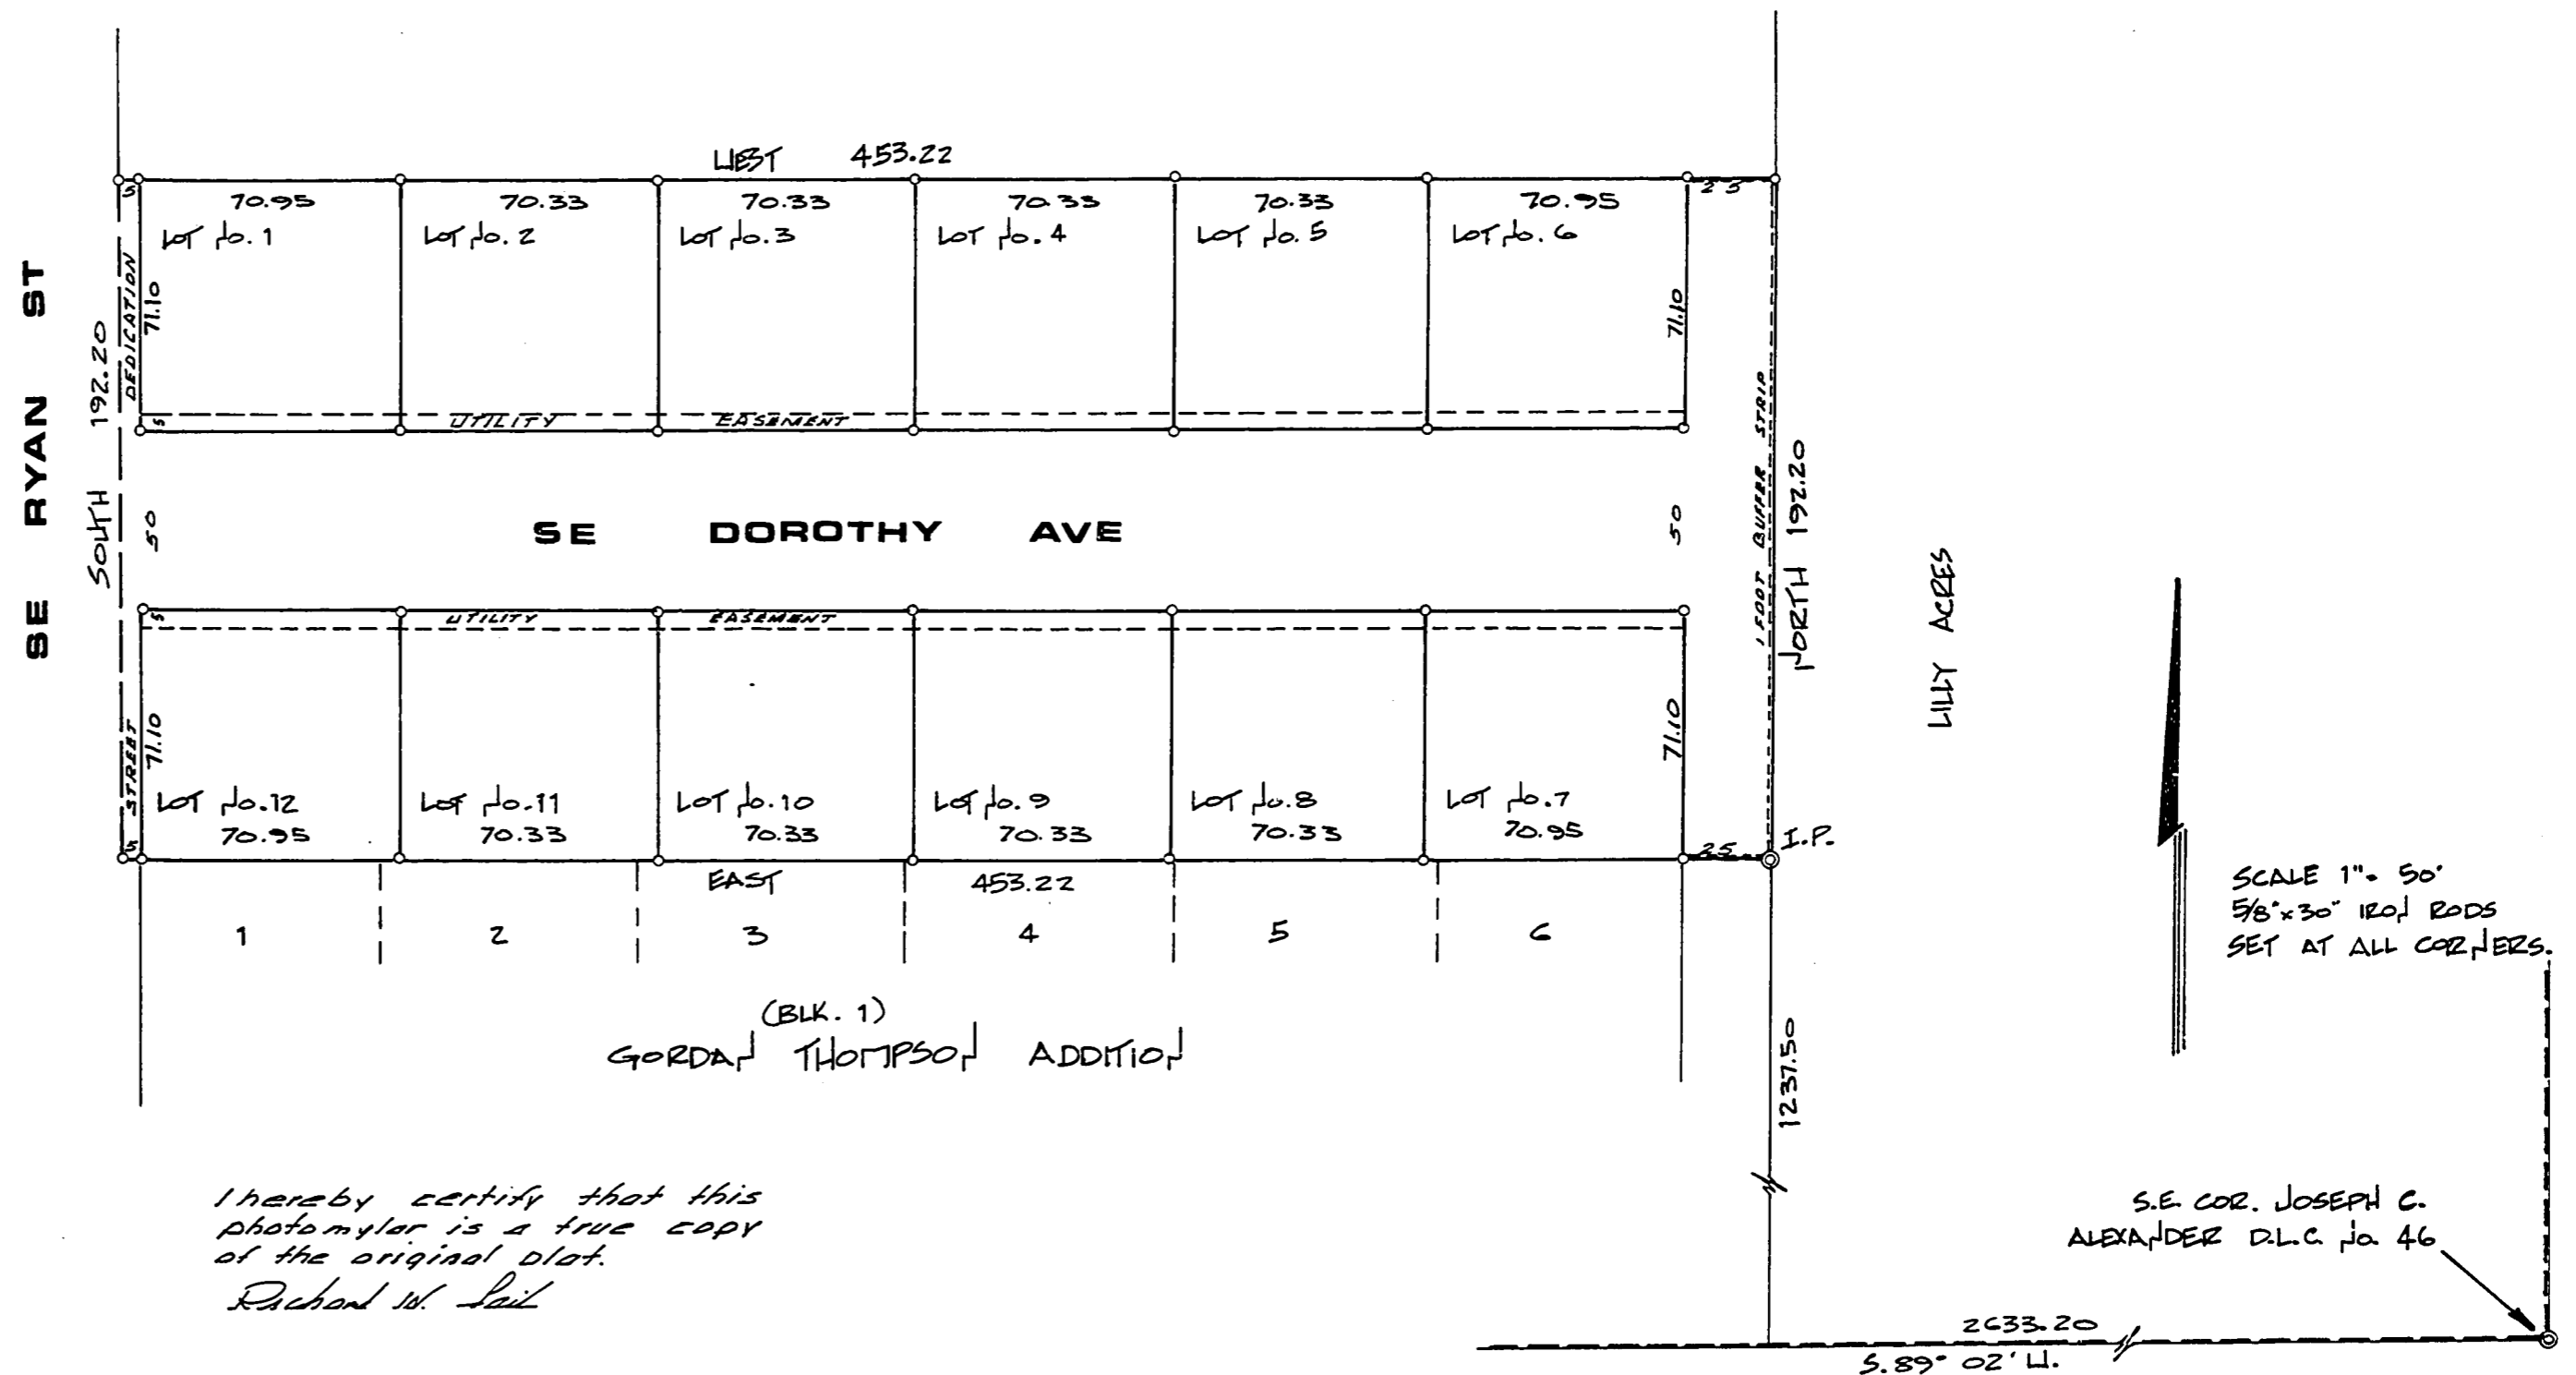 WEST 453.22
5
70.95
70.33
70.33
70.33
70.33
70.95
25
LOT No. 1
LOT No. 2
LOT No. 3
LOT No. 4
LOT No. 5
LOT No. 6
SE RYAN ST
SOUTH 192.20
STREET DEDICATION
71.10
71.10
5
UTILITY EASEMENT
50
SE DOROTHY AVE
50
1 FOOT BUFFER STRIP
NORTH 192.20
LILLY ACRES
5
UTILITY EASEMENT
71.10
71.10
LOT No. 12
LOT No. 11
LOT No. 10
LOT No. 9
LOT No. 8
LOT No. 7
5
70.95
70.33
70.33
70.33
70.33
70.95
25
I.P.
EAST 453.22
1
2
3
4
5
6
(BLK. 1)
GORDAN THOMPSON ADDITION
1237.50
SCALE 1"= 50'
5/8"x30" IRON RODS
SET AT ALL CORNERS.
I hereby certify that this
photomylar is a true copy
of the original plat.
Richard W.
S.E. COR. JOSEPH C.
ALEXANDER D.L.C. No. 46
2633.20
S.89° 02' W.